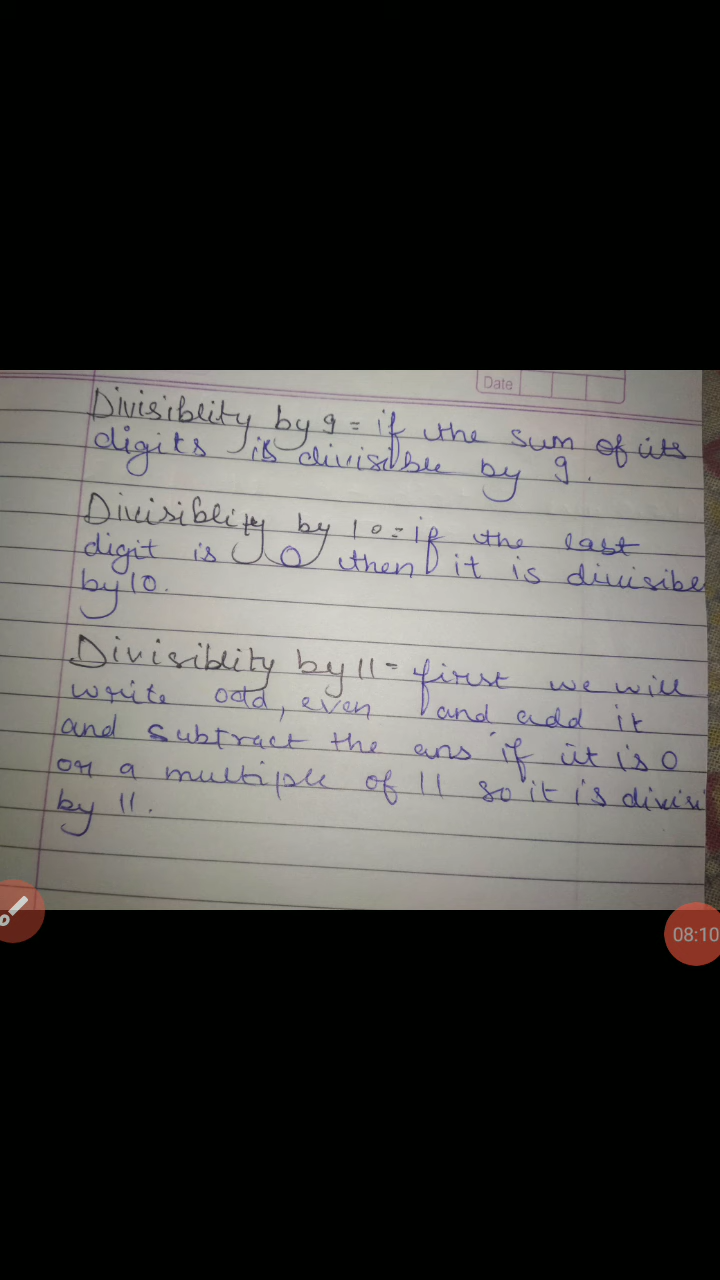 Date
Divisiblity by 9 = if the sum of its
digits is divisible by 9.
Divisiblity by 10 = if the last
digit is 0 then it is divisible
by 10.
Divisiblity by 11 = first we will
write odd, even and add it
and subtract the ans if it is 0
or a multiple of 11 so it is divisi
by 11.
08:10